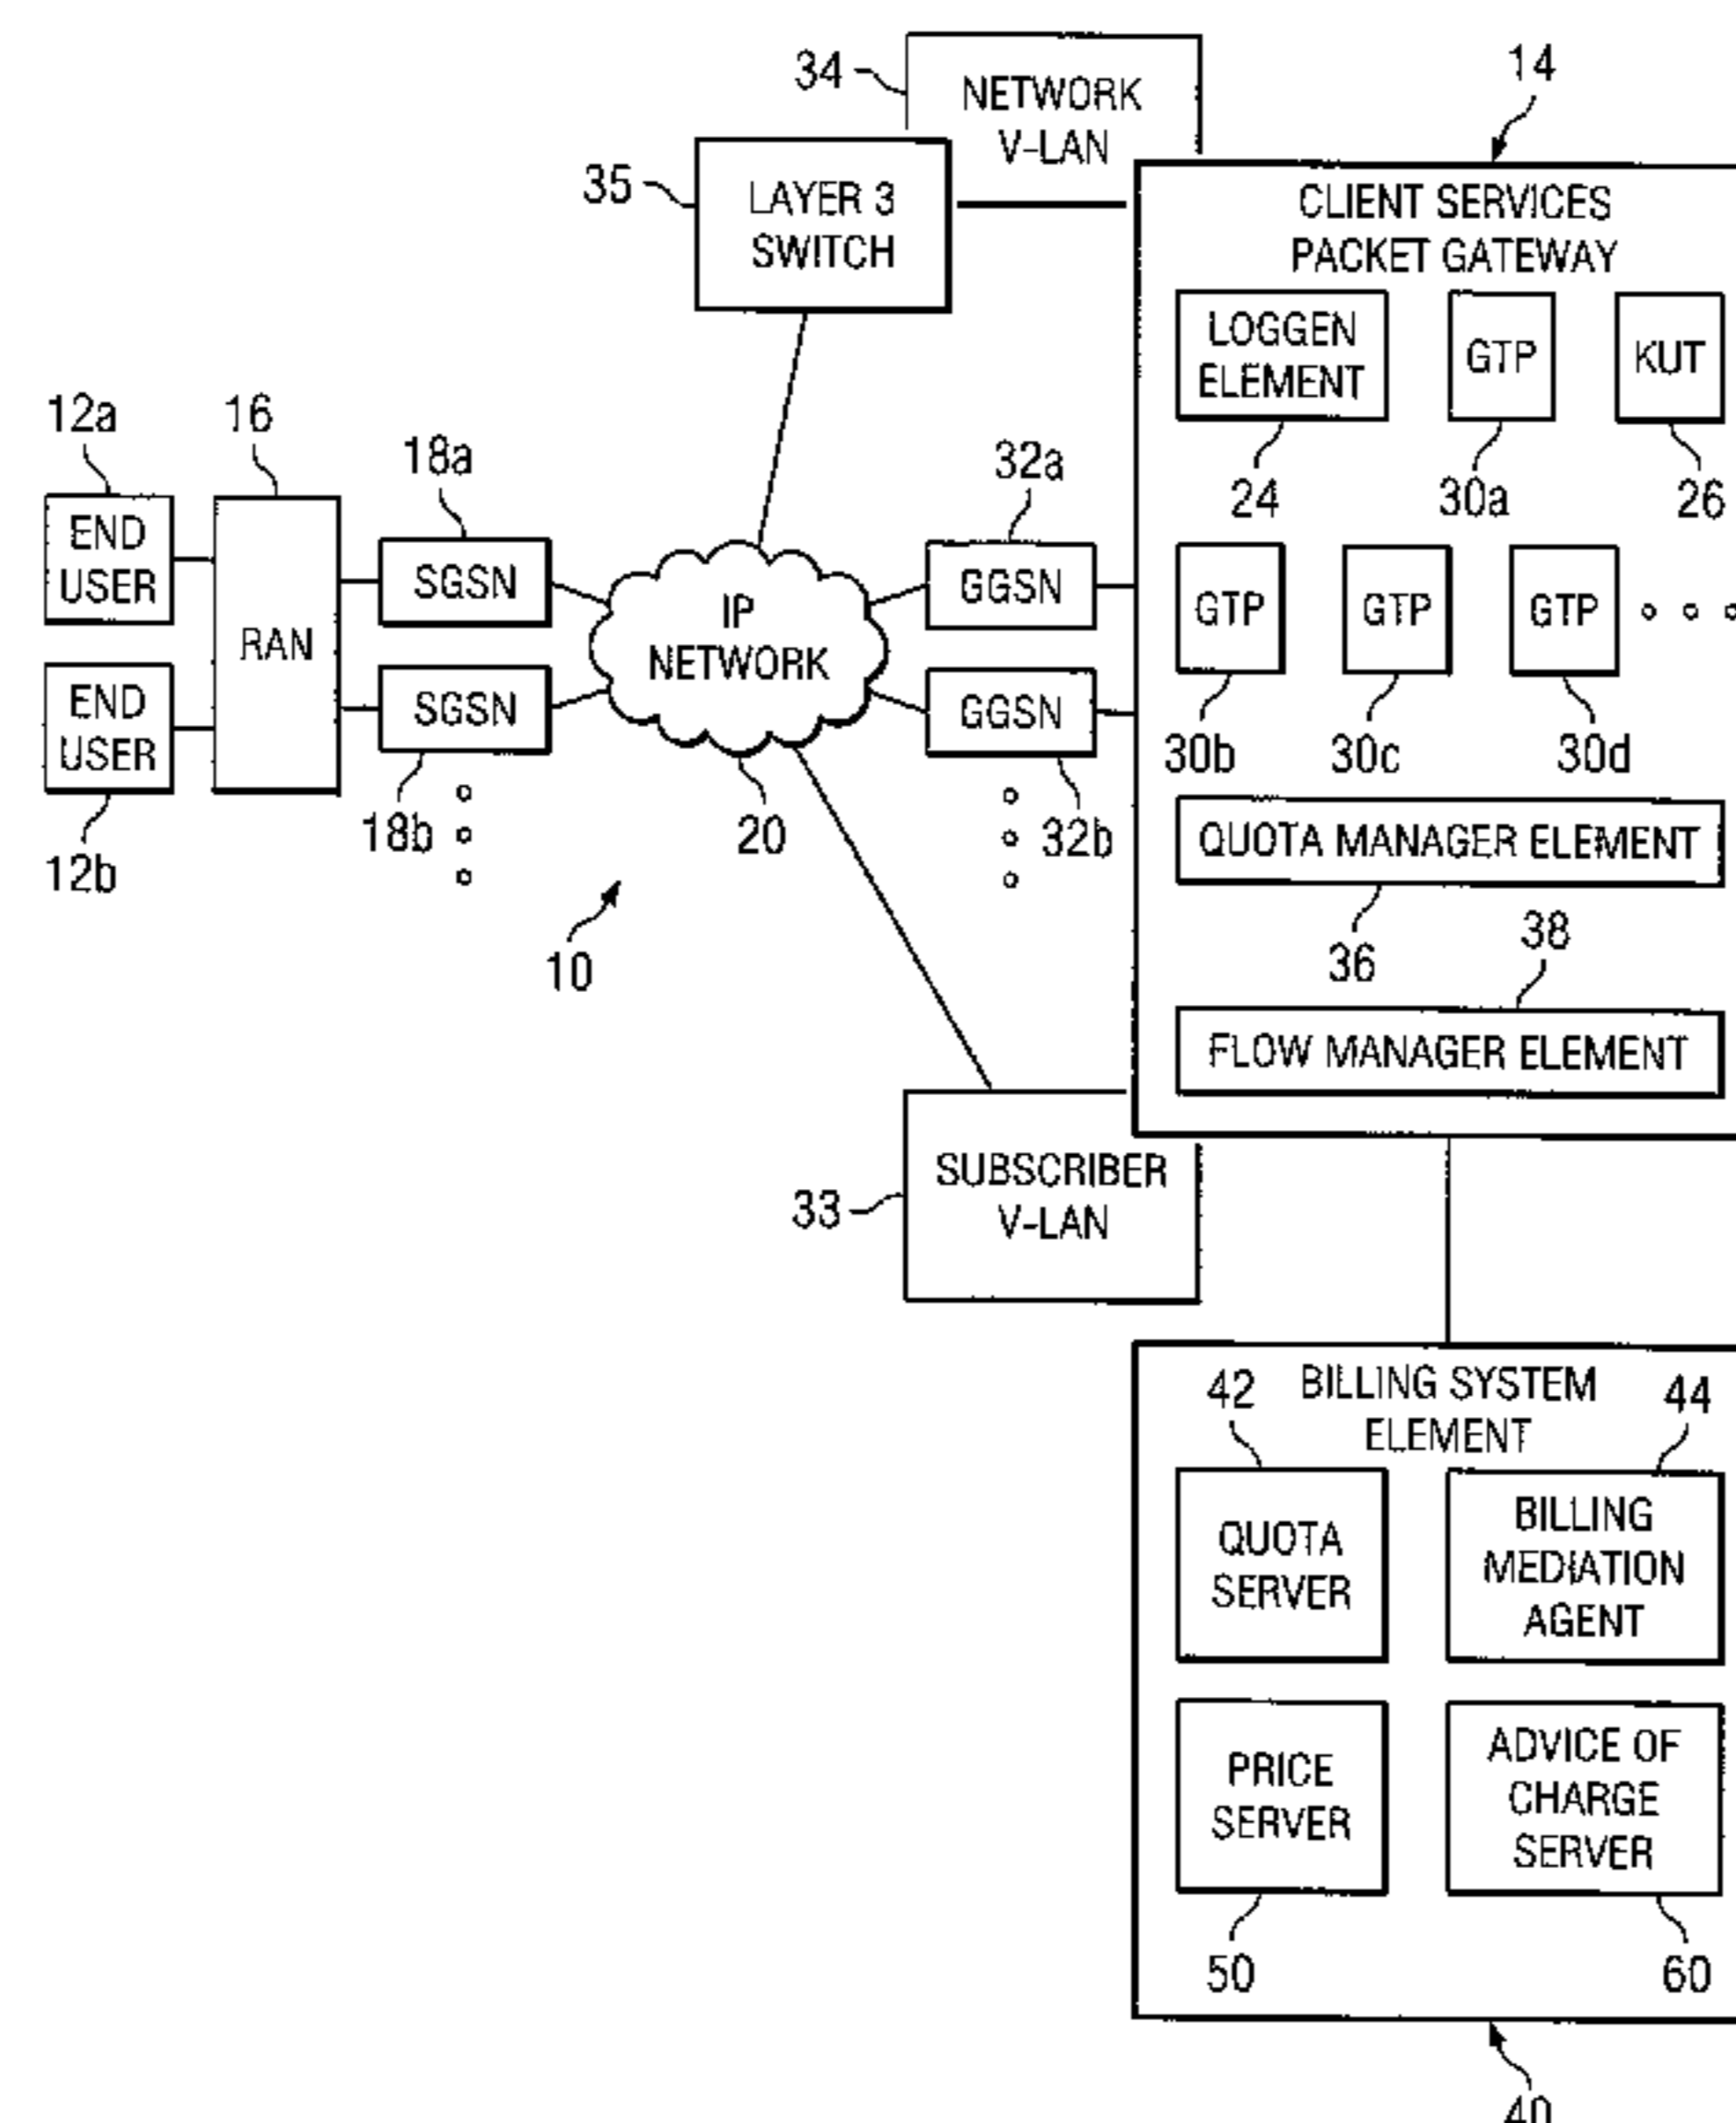 34
NETWORK
V-LAN
14
35
LAYER 3
SWITCH
CLIENT SERVICES
PACKET GATEWAY
LOGGEN
ELEMENT
GTP
KUT
24
30a
26
12a
16
18a
32a
END
USER
RAN
SGSN
IP
NETWORK
GGSN
GTP
GTP
GTP
END
USER
SGSN
GGSN
30b
30c
30d
12b
18b
20
32b
QUOTA MANAGER ELEMENT
10
36
38
FLOW MANAGER ELEMENT
33
SUBSCRIBER
V-LAN
BILLING SYSTEM
ELEMENT
42
44
QUOTA
SERVER
BILLING
MEDIATION
AGENT
PRICE
SERVER
ADVICE OF
CHARGE
SERVER
50
60
40